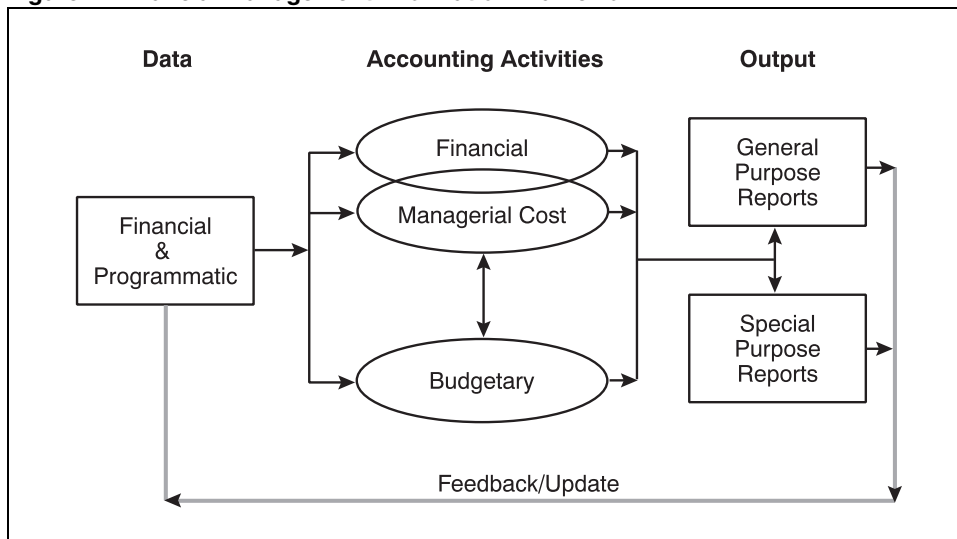 Data
Accounting Activities
Output
Financial
&
Programmatic
Financial
Managerial Cost
Budgetary
General
Purpose
Reports
Special
Purpose
Reports
Feedback/Update